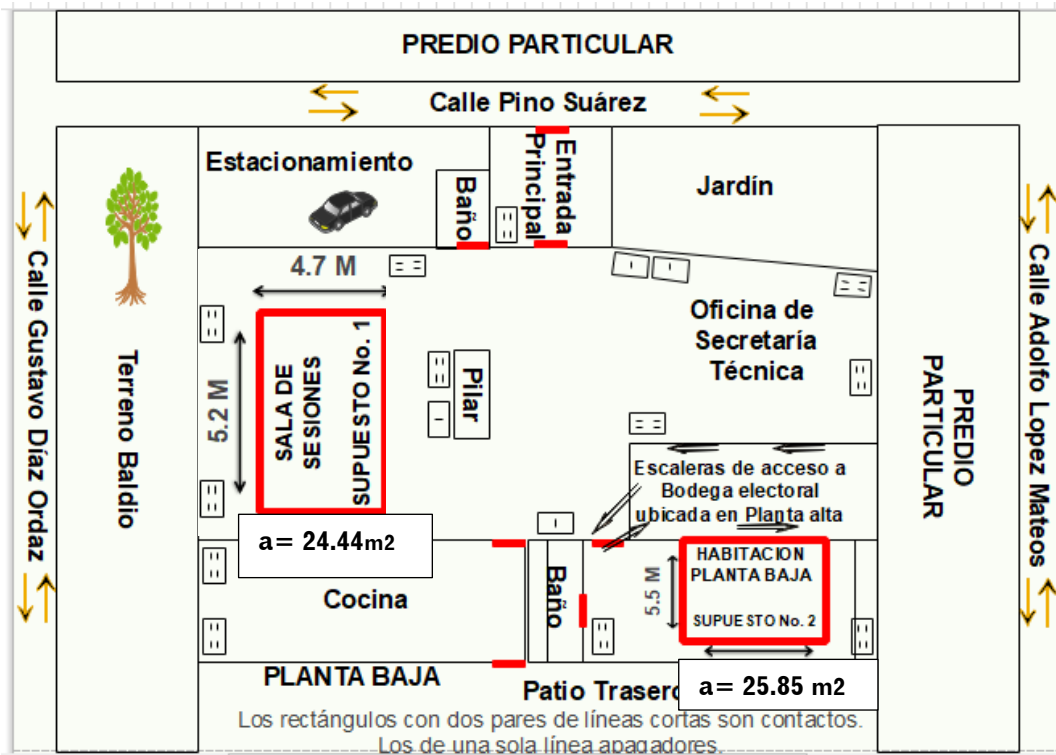 PREDIO PARTICULAR
Calle Pino Suárez
Estacionamiento
Baño
Entrada
Principal
Jardín
4.7 M
Calle Gustavo Díaz Ordaz
Terreno Baldio
5.2 M
SALA DE
SESIONES
SUPUESTO No. 1
Pilar
Oficina de
Secretaría
Técnica
PREDIO
PARTICULAR
Calle Adolfo Lopez Mateos
Escaleras de acceso a
Bodega electoral
ubicada en Planta alta
a= 24.44m2
Cocina
Baño
5.5 M
HABITACION
PLANTA BAJA
SUPUESTO No. 2
PLANTA BAJA
Patio Trasero
a= 25.85 m2
Los rectángulos con dos pares de líneas cortas son contactos.
Los de una sola línea apagadores.